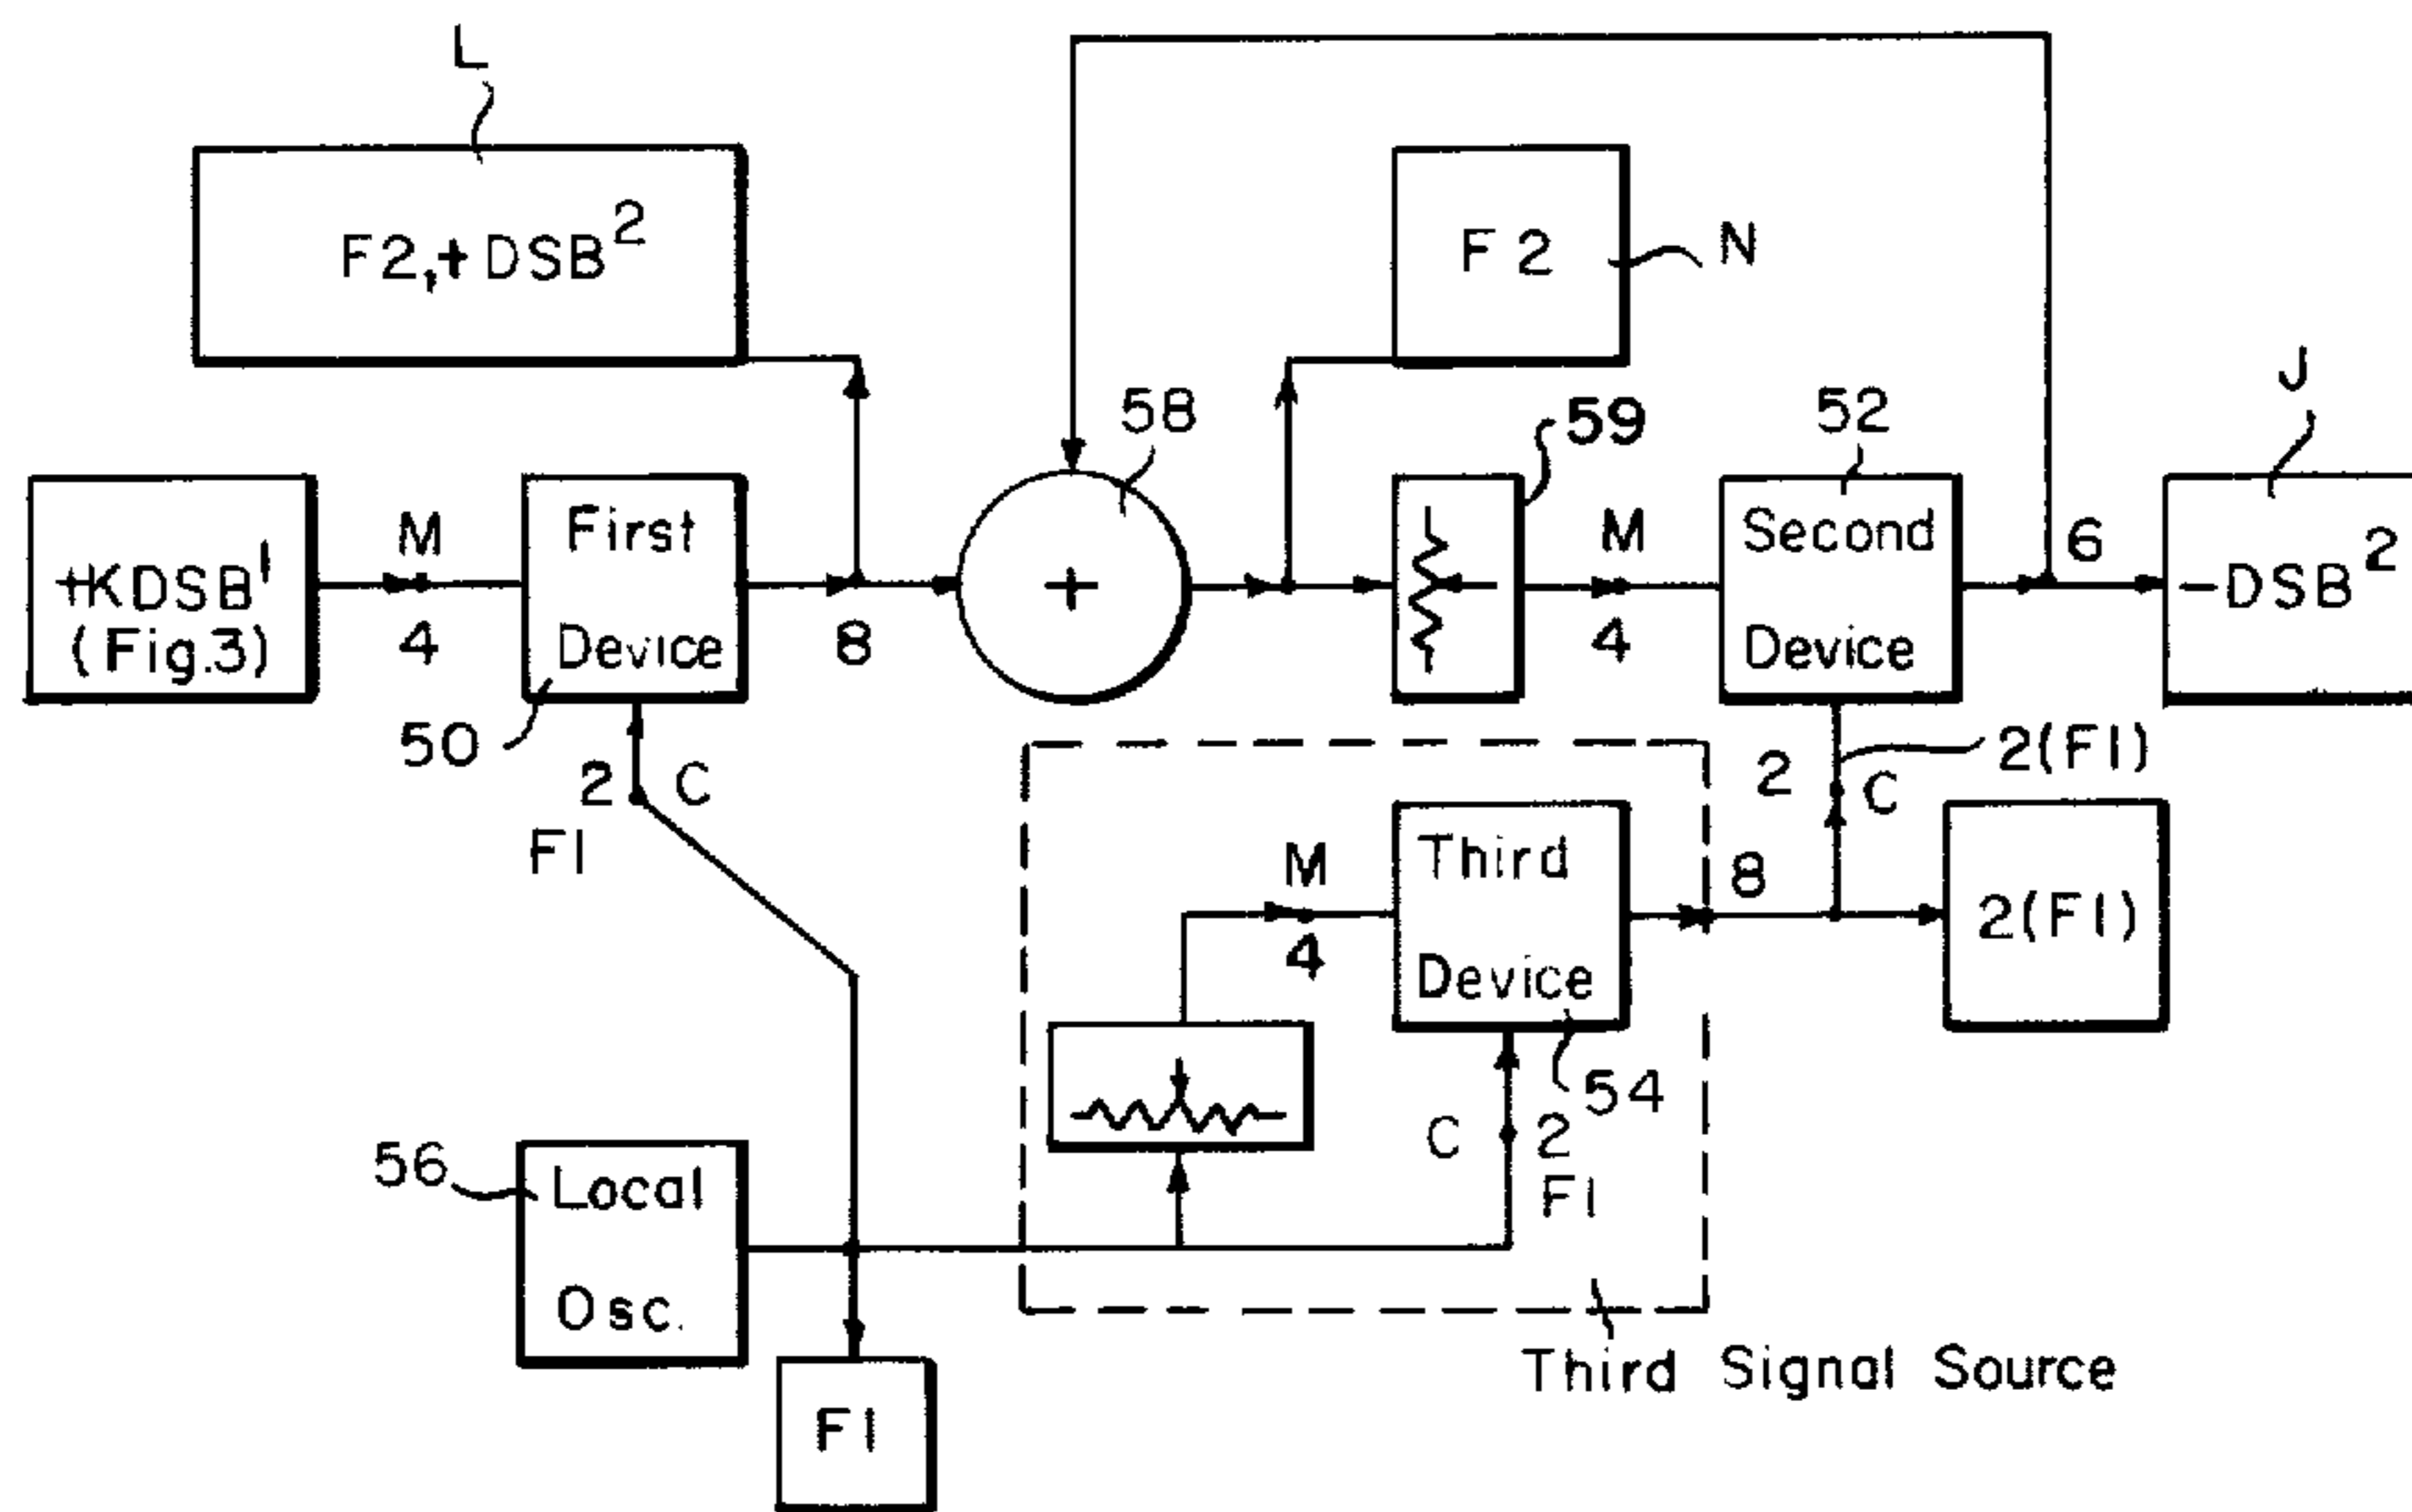 L
F2,+DSB²
F2
N
58
59
52
J
+KDSB¹
(Fig.3)
M
4
First
Device
50
8
+
M
4
Second
Device
6
-DSB²
2
C
F1
2
C
2(F1)
M
4
Third
Device
54
8
2(F1)
C
2
F1
56
Local
Osc.
F1
Third Signal Source